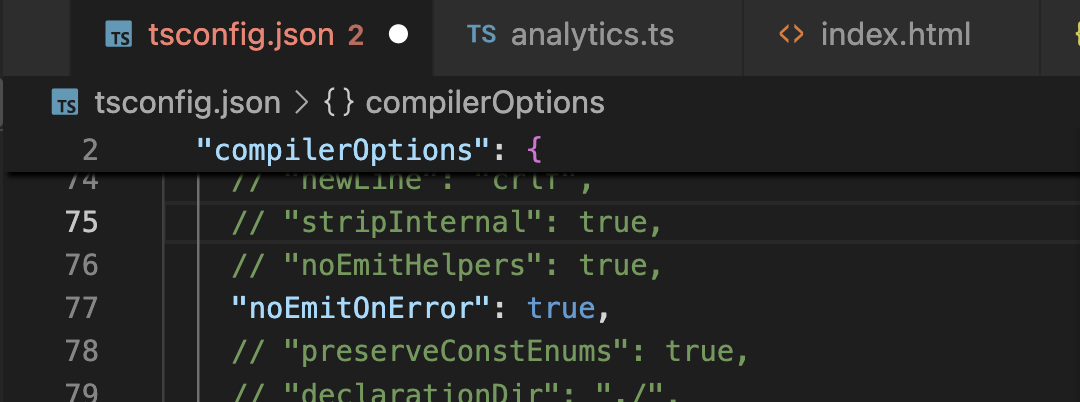 TS tsconfig.json 2 TS analytics.ts <> index.html {
TS tsconfig.json > {} compilerOptions
2 "compilerOptions": {
74 // "newLine": "crlf",
75 // "stripInternal": true,
76 // "noEmitHelpers": true,
77 "noEmitOnError": true,
78 // "preserveConstEnums": true,
79 // "declarationDir": "./",